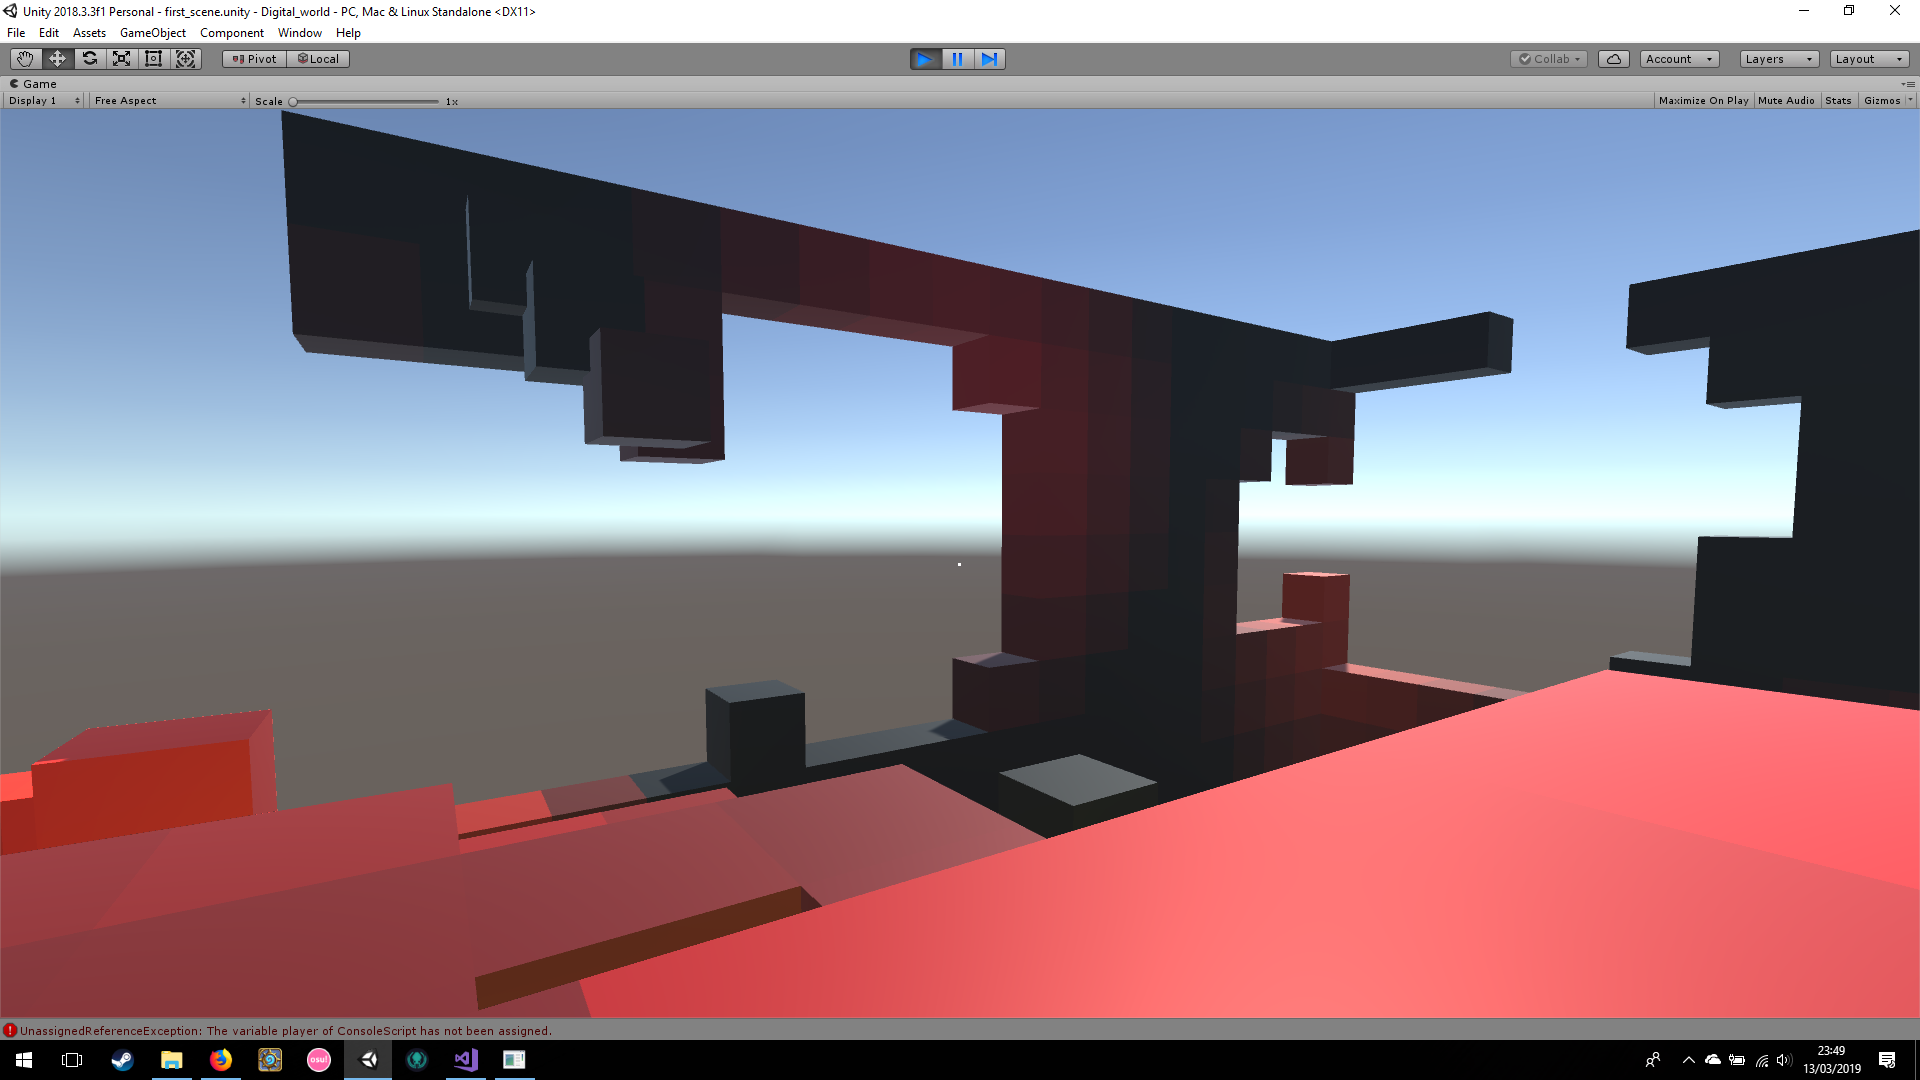 Unity 2018.3.3f1 Personal - first_scene.unity - Digital_world - PC, Mac & Linux Standalone <DX11>
File Edit Assets GameObject Component Window Help
Pivot Local Collab Account Layers Layout
Game
Display 1 Free Aspect Scale 1x Maximize On Play Mute Audio Stats Gizmos
UnassignedReferenceException: The variable player of ConsoleScript has not been assigned.
osu!
23:49
13/03/2019